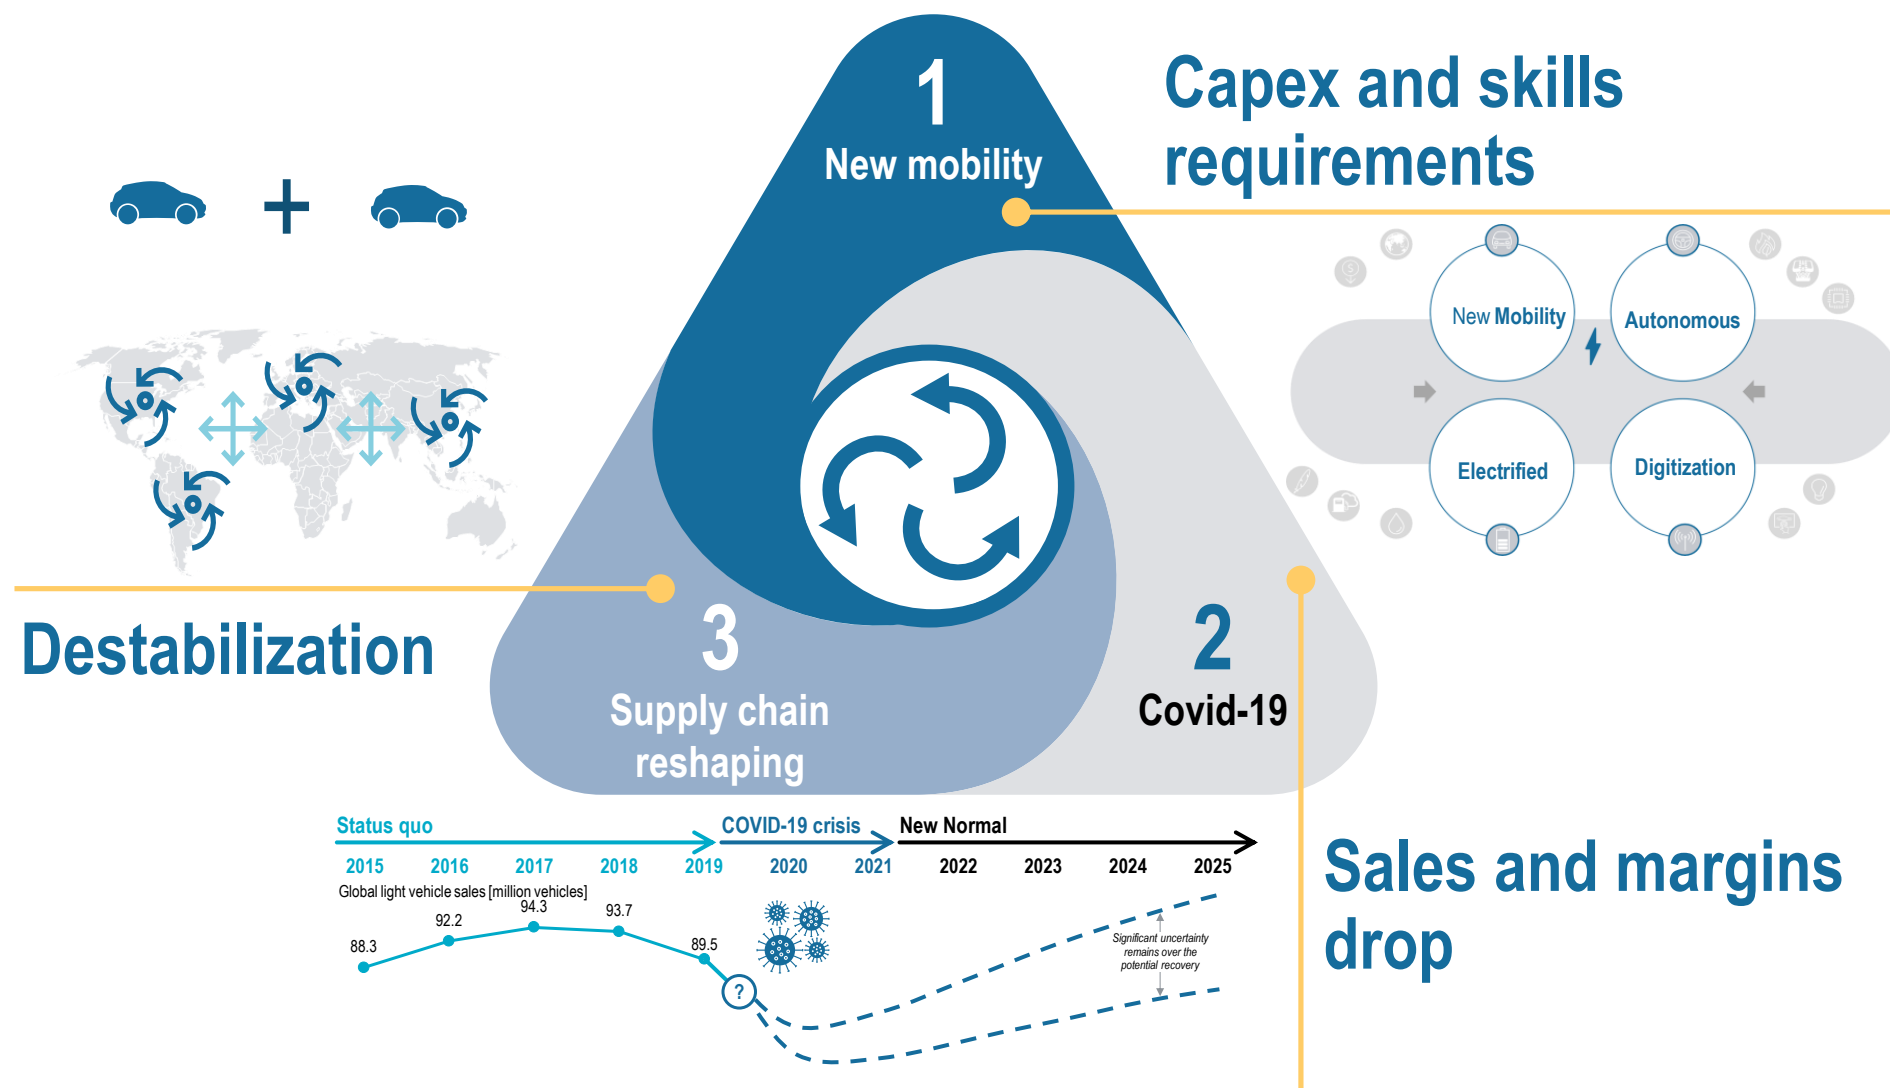 1
New mobility
Capex and skills
requirements
New Mobility
Autonomous
Electrified
Digitization
Destabilization
3
Supply chain
reshaping
2
Covid-19
Status quo
COVID-19 crisis
New Normal
2015 2016 2017 2018 2019 2020 2021 2022 2023 2024 2025
Global light vehicle sales [million vehicles]
88.3
92.2
94.3
93.7
89.5
?
Significant uncertainty
remains over the
potential recovery
Sales and margins
drop